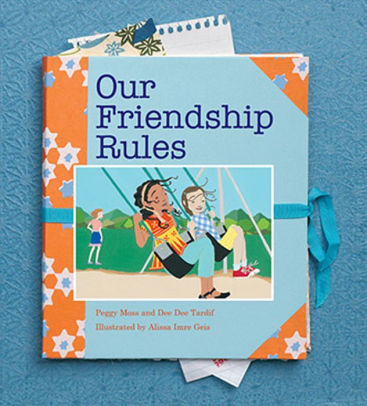 Our
Friendship
Rules
Peggy Moss and Dee Dee Tardif
Illustrated by Alissa Imre Geis